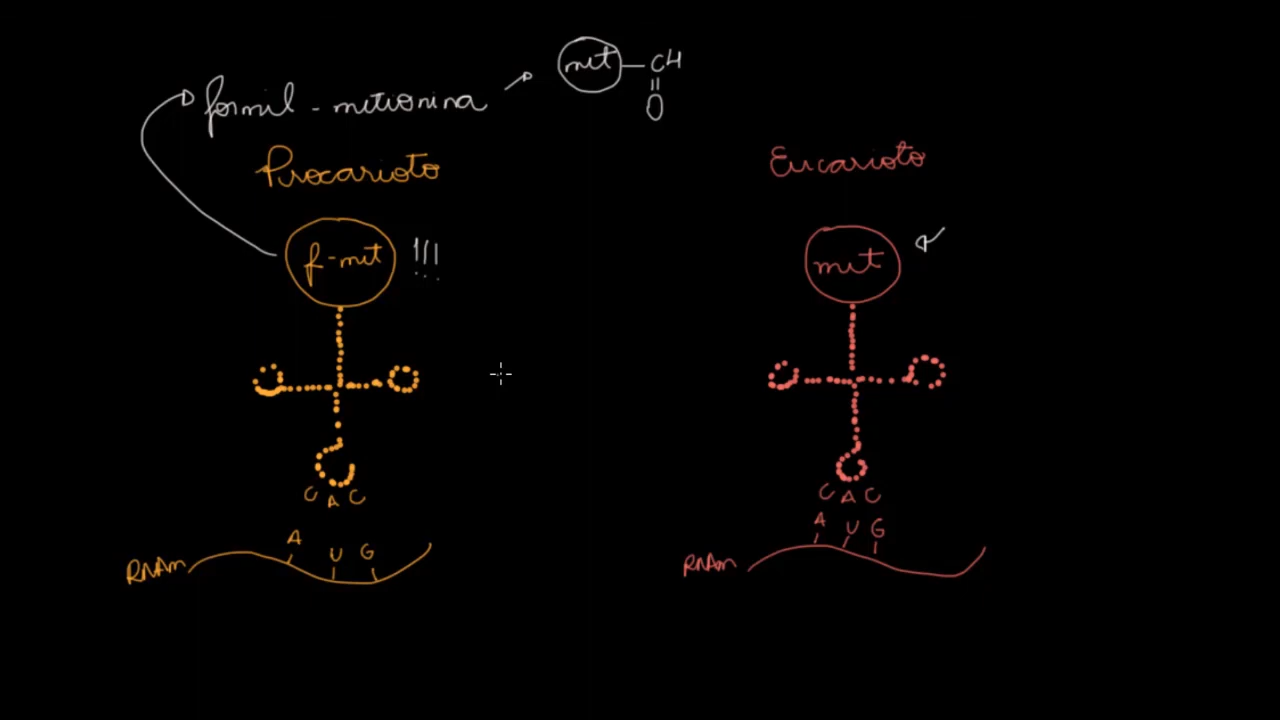 met - CH
O
formil - metionina
Procarioto
Eucarioto
f-met !!!
met
C A C
C A C
A U G
A U G
RNAm
RNAm